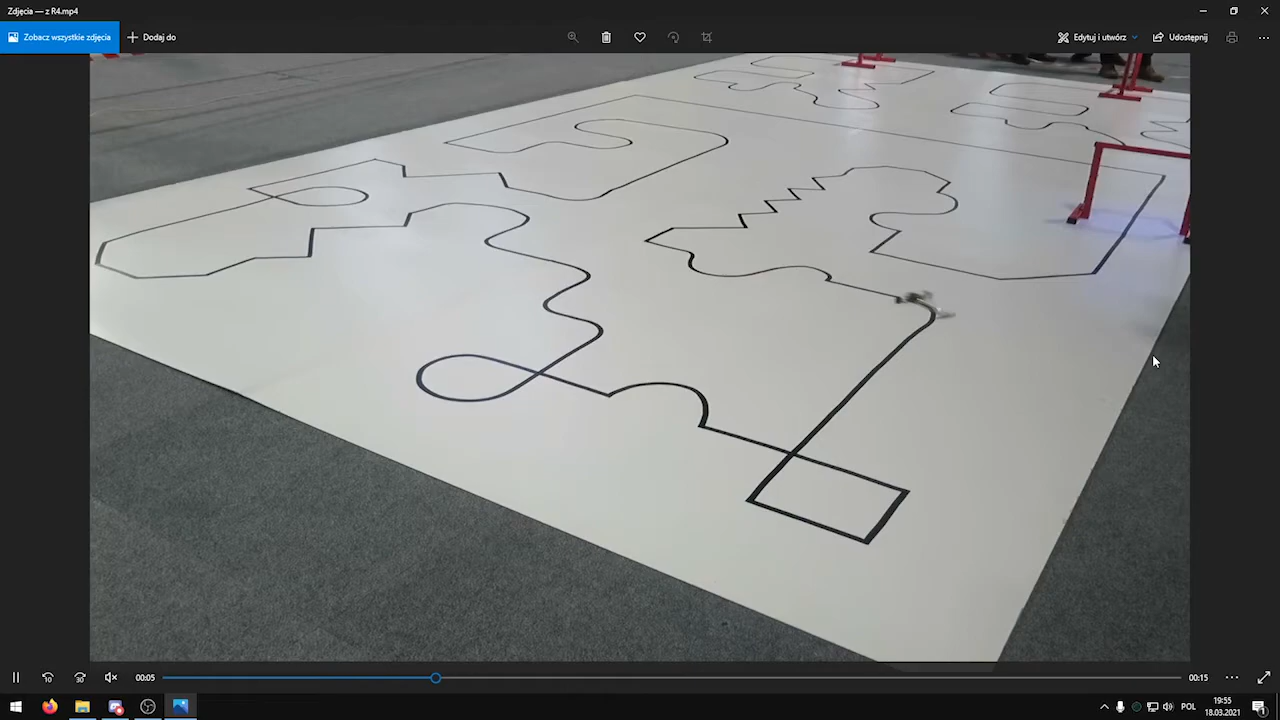 Zdjęcia — z R4.mp4
Zobacz wszystkie zdjęcia
Dodaj do
Edytuj i utwórz
Udostępnij
00:05
00:15
POL
19:55
18.03.2021